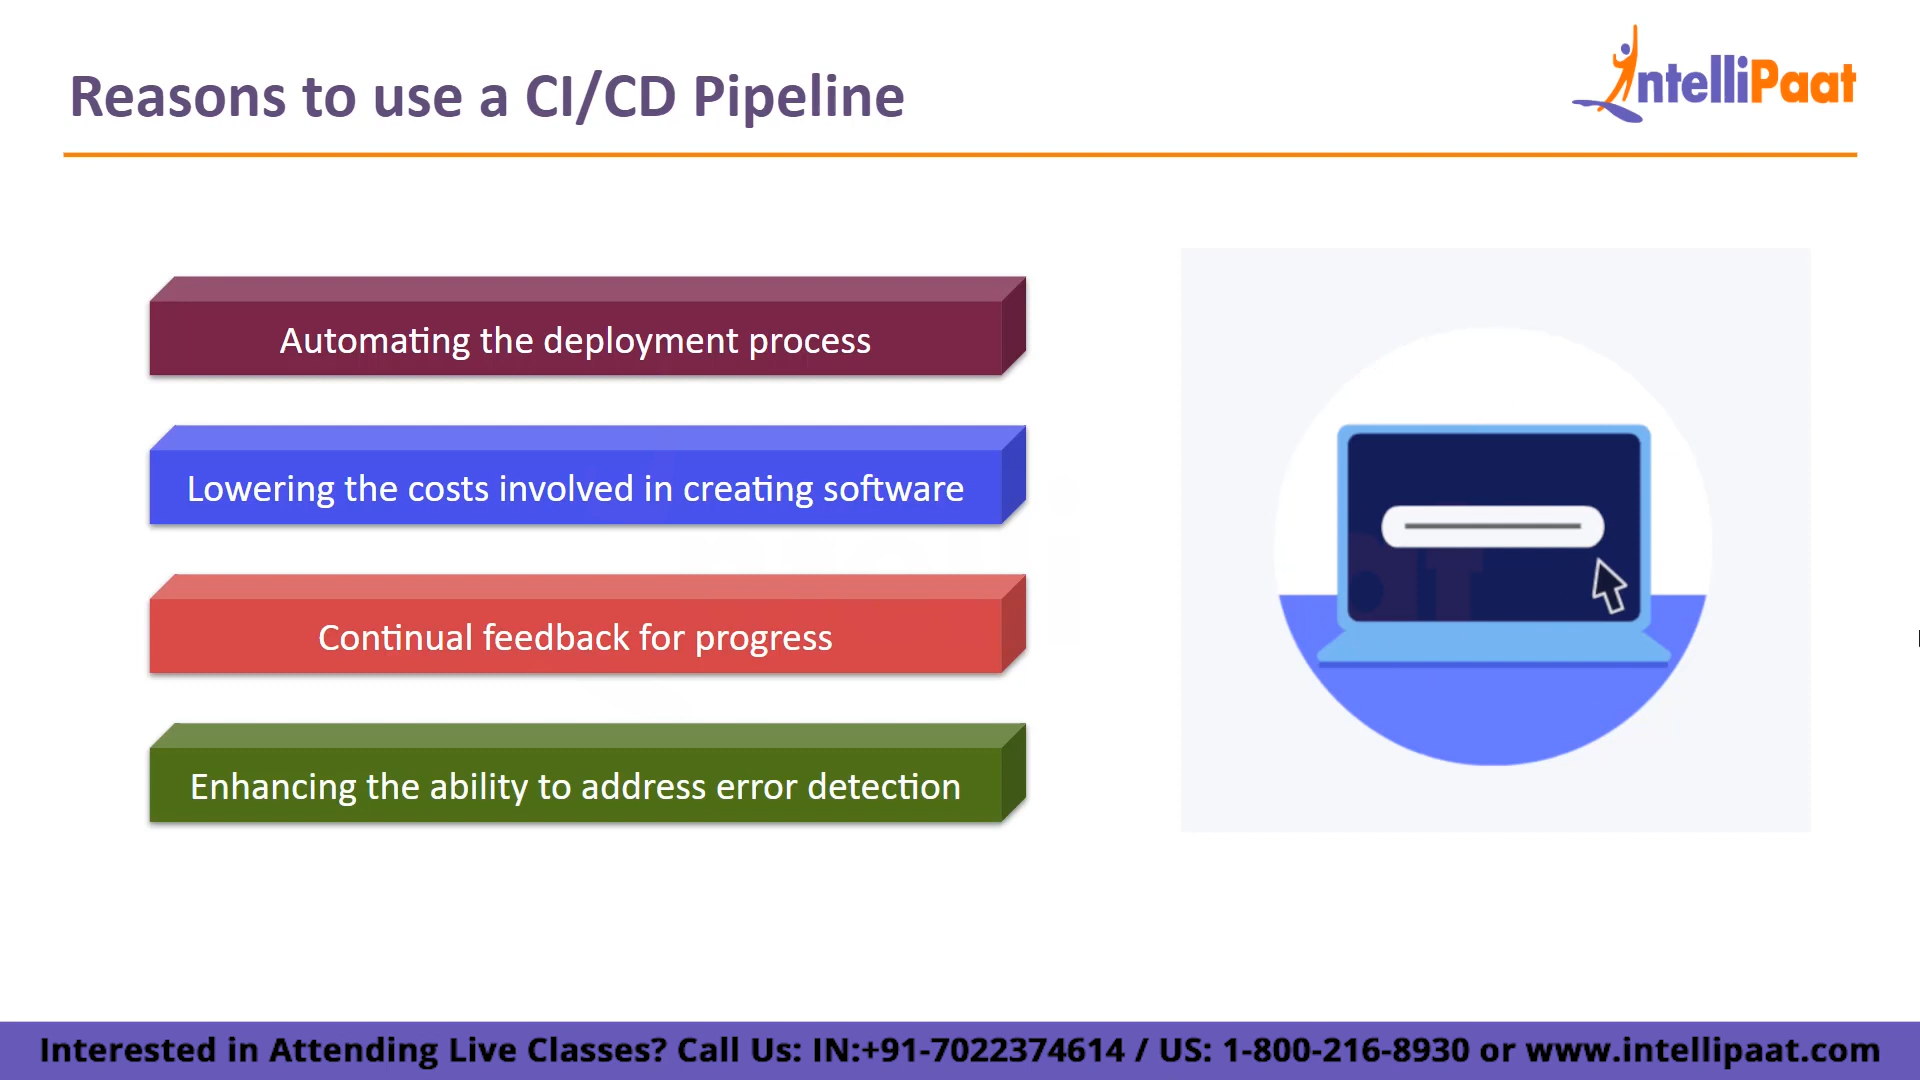 Reasons to use a CI/CD Pipeline
IntelliPaat
Automating the deployment process
Lowering the costs involved in creating software
Continual feedback for progress
Enhancing the ability to address error detection
Interested in Attending Live Classes? Call Us: IN:+91-7022374614 / US: 1-800-216-8930 or www.intellipaat.com